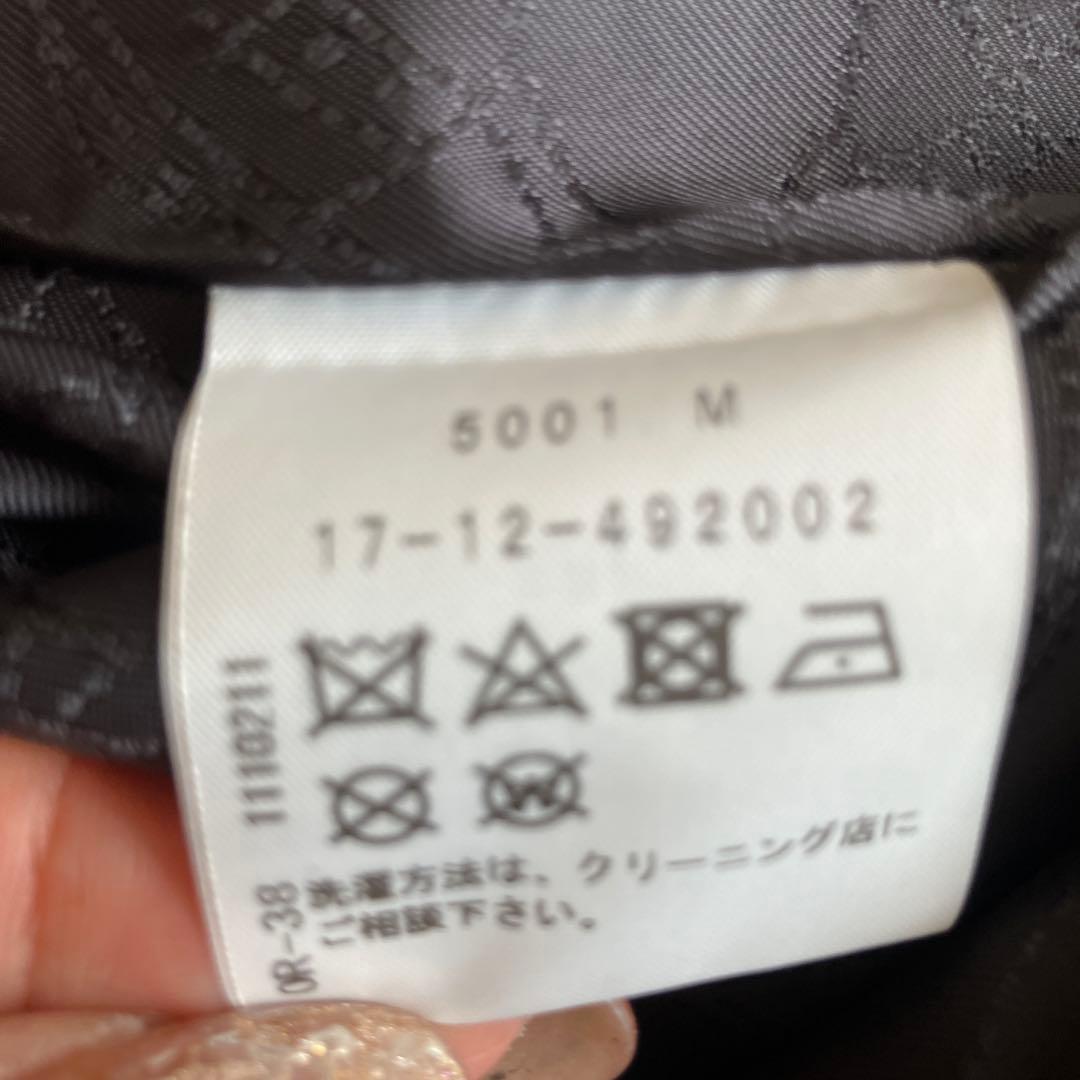 5001 M
17-12-492002
W
洗濯方法は、クリーニング店に
ご相談下さい。
OR-38 1110211